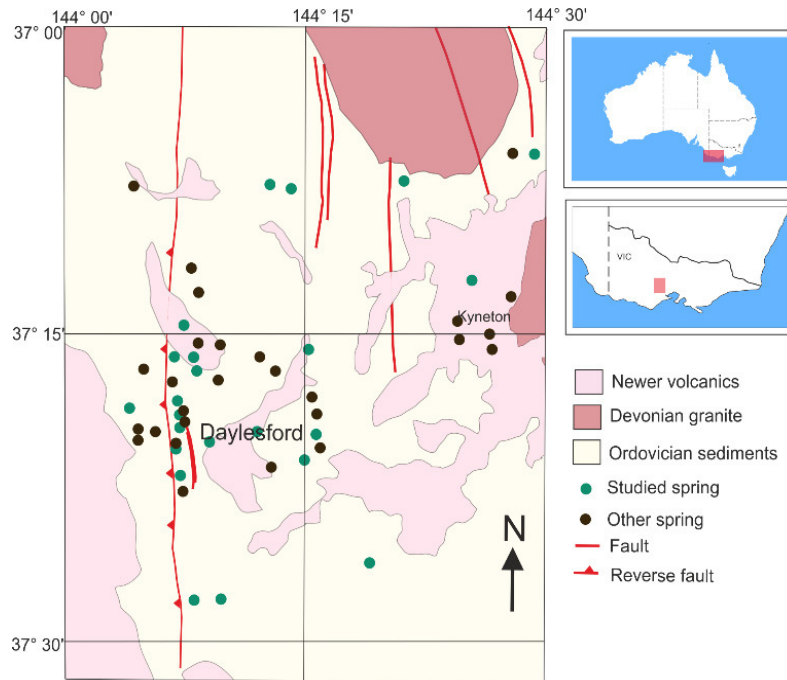 144° 00'
144° 15'
144° 30'
37° 00'
37° 15'
37° 30'
Kyneton
Daylesford
N
VIC
Newer volcanics
Devonian granite
Ordovician sediments
Studied spring
Other spring
Fault
Reverse fault